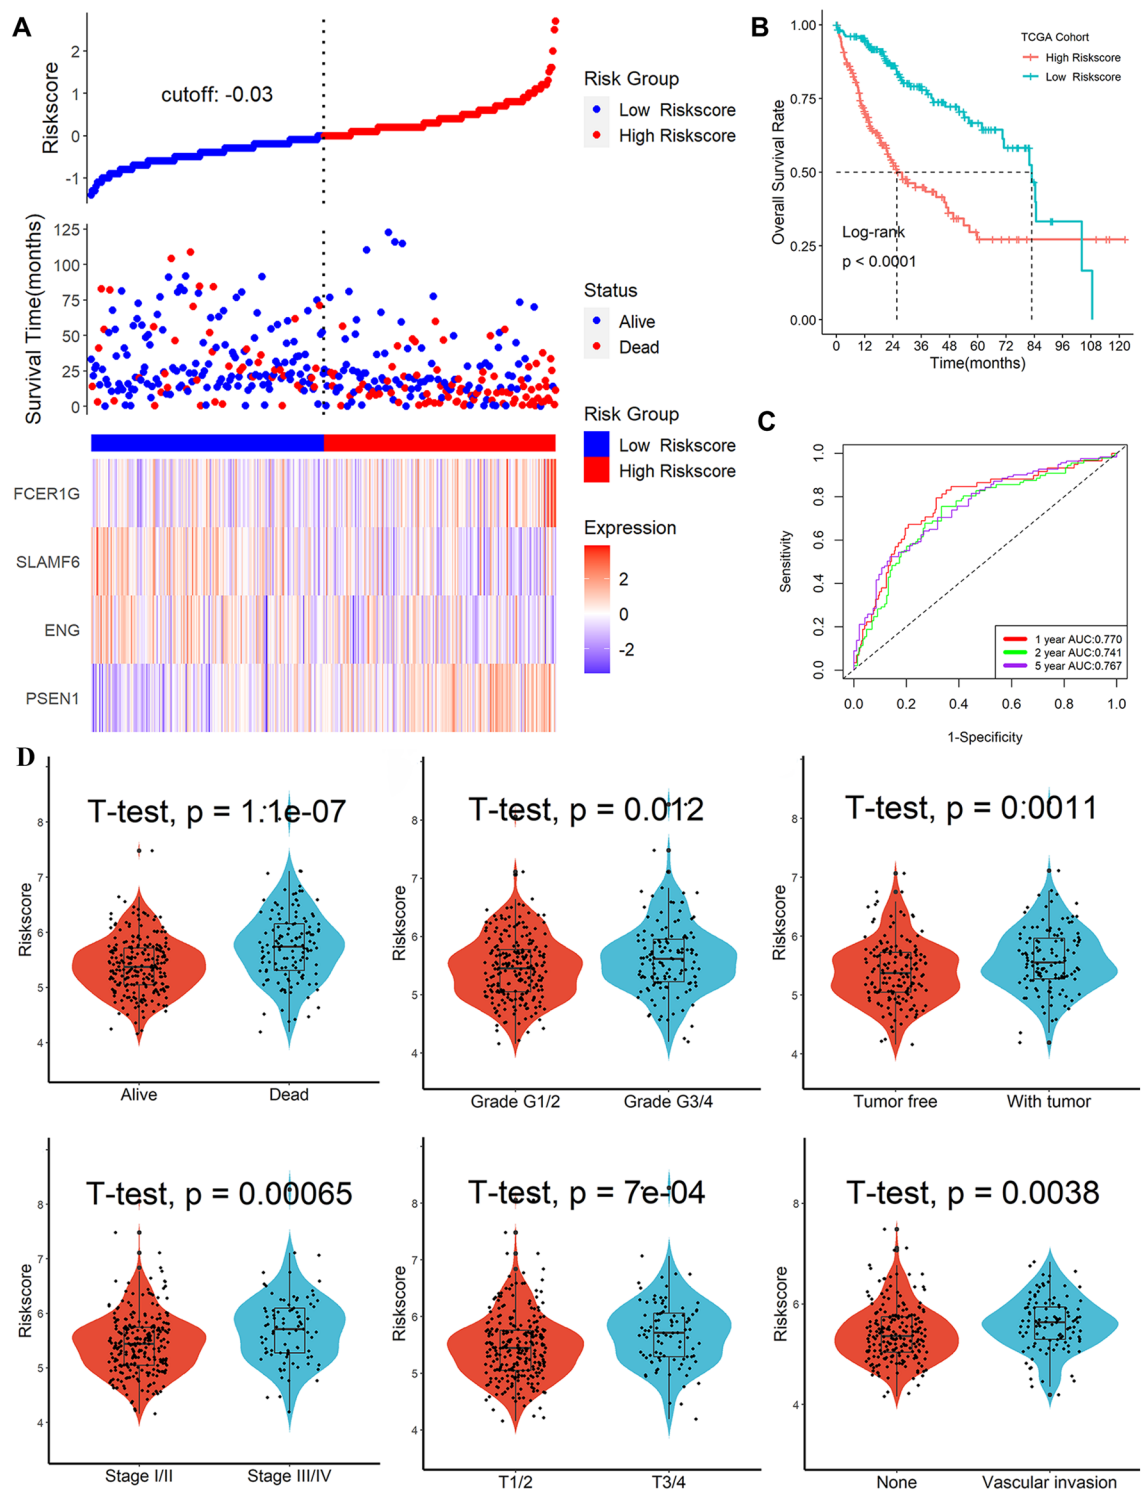 A
Riskscore
2
1
0
-1
cutoff: -0.03
Risk Group
Low Riskscore
High Riskscore
Survival Time(months)
125
100
75
50
25
0
Status
Alive
Dead
Risk Group
Low Riskscore
High Riskscore
FCER1G
SLAMF6
ENG
PSEN1
Expression
2
0
-2
B
Overall Survival Rate
1.00
0.75
0.50
0.25
0.00
TCGA Cohort
High Riskscore
Low Riskscore
Log-rank
p < 0.0001
0 12 24 36 48 60 72 84 96 108 120
Time(months)
C
Sensitivity
1.0
0.8
0.6
0.4
0.2
0.0
1 year AUC:0.770
2 year AUC:0.741
5 year AUC:0.767
0.0 0.2 0.4 0.6 0.8 1.0
1-Specificity
D
T-test, p = 1.1e-07
Riskscore
8
7
6
5
4
Alive Dead
T-test, p = 0.012
Riskscore
8
7
6
5
4
Grade G1/2 Grade G3/4
T-test, p = 0.0011
Riskscore
8
7
6
5
4
Tumor free With tumor
T-test, p = 0.00065
Riskscore
8
7
6
5
4
Stage I/II Stage III/IV
T-test, p = 7e-04
Riskscore
8
7
6
5
4
T1/2 T3/4
T-test, p = 0.0038
Riskscore
8
6
4
None Vascular invasion